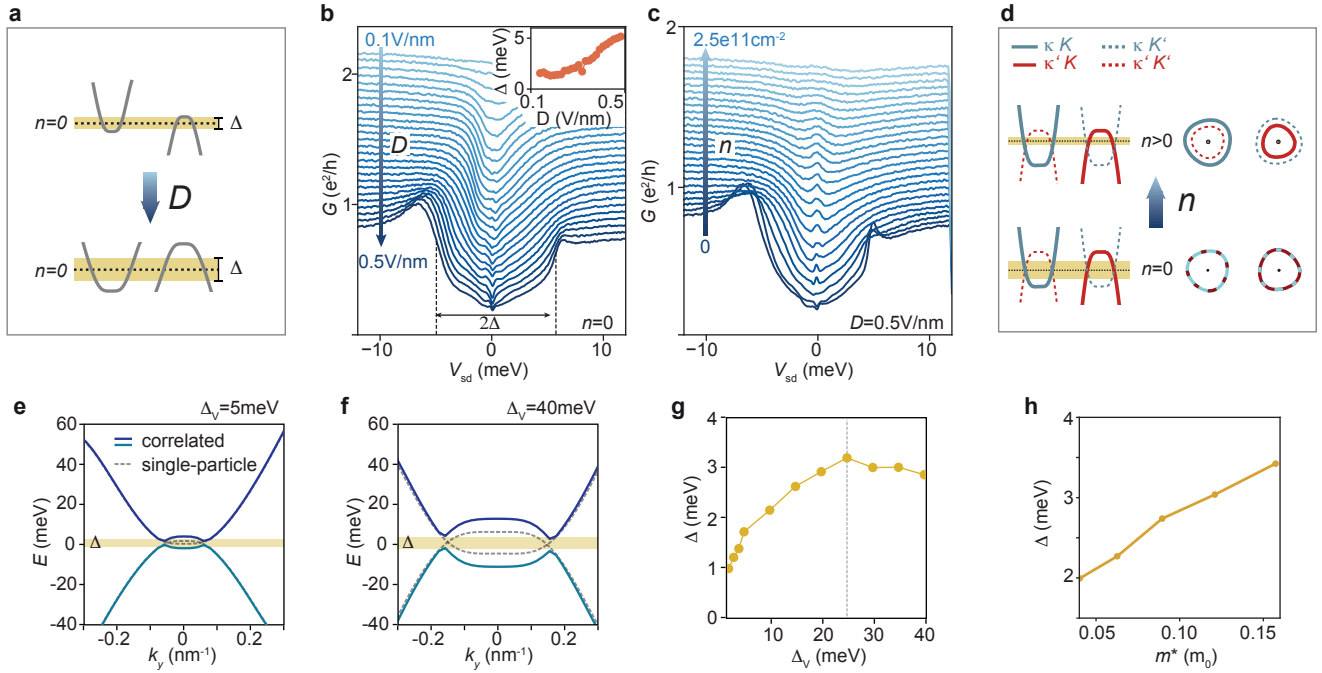 a
n=0
Δ
D
n=0
Δ
b
0.1V/nm
2
D
G (e²/h)
1
0.5V/nm
2Δ
n=0
−10
0
10
V_sd (meV)
5
Δ (meV)
0
0.1
0.5
D (V/nm)
c
2.5e11cm⁻²
2
n
G (e²/h)
1
0
D=0.5V/nm
−10
0
10
V_sd (meV)
d
κ K
κ K‘
κ‘ K
κ‘ K‘
n>0
n
n=0
e
Δ_V=5meV
60
correlated
single-particle
40
20
0
-20
-40
E (meV)
Δ
-0.2
0
0.2
k_y (nm⁻¹)
f
Δ_V=40meV
60
40
20
0
-20
-40
E (meV)
Δ
-0.2
0
0.2
k_y (nm⁻¹)
g
4
3
2
1
0
Δ (meV)
10
20
30
40
Δ_V (meV)
h
4
3
2
Δ (meV)
0.05
0.10
0.15
m* (m₀)